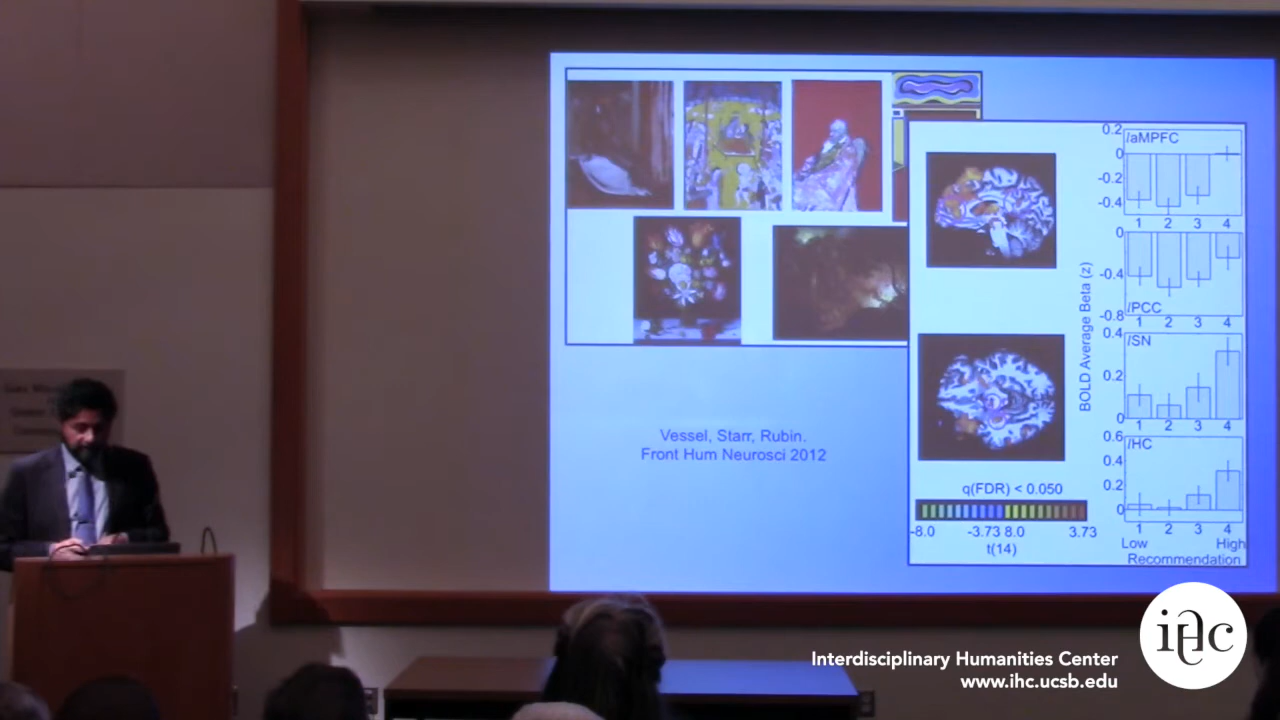 Vessel, Starr, Rubin.
Front Hum Neurosci 2012
BOLD Average Beta (z)
0.2
/aMPFC
0
-0.2
-0.4
1 2 3 4
0
-0.4
/PCC
-0.8
1 2 3 4
0.4
/SN
0.2
0
1 2 3 4
0.6
/HC
0.4
0.2
0
1 2 3 4
Low High
Recommendation
q(FDR) < 0.050
-8.0 -3.73 8.0 3.73
t(14)
Interdisciplinary Humanities Center
www.ihc.ucsb.edu
ihc